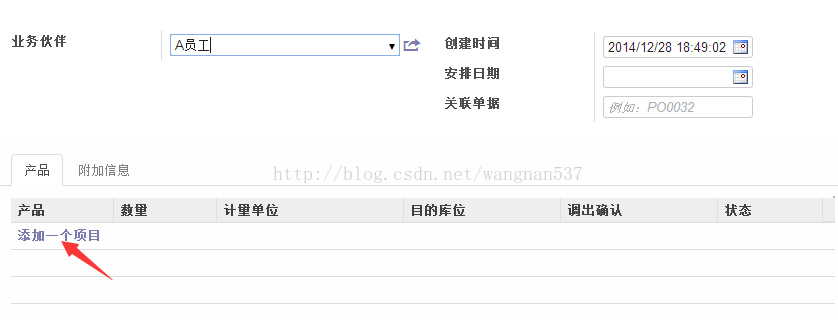 业务伙伴
A员工
创建时间
2014/12/28 18:49:02
安排日期
关联单据
例如：PO0032
产品
附加信息
http://blog.csdn.net/wangnan537
产品 数量 计量单位 目的库位 调出确认 状态
添加一个项目